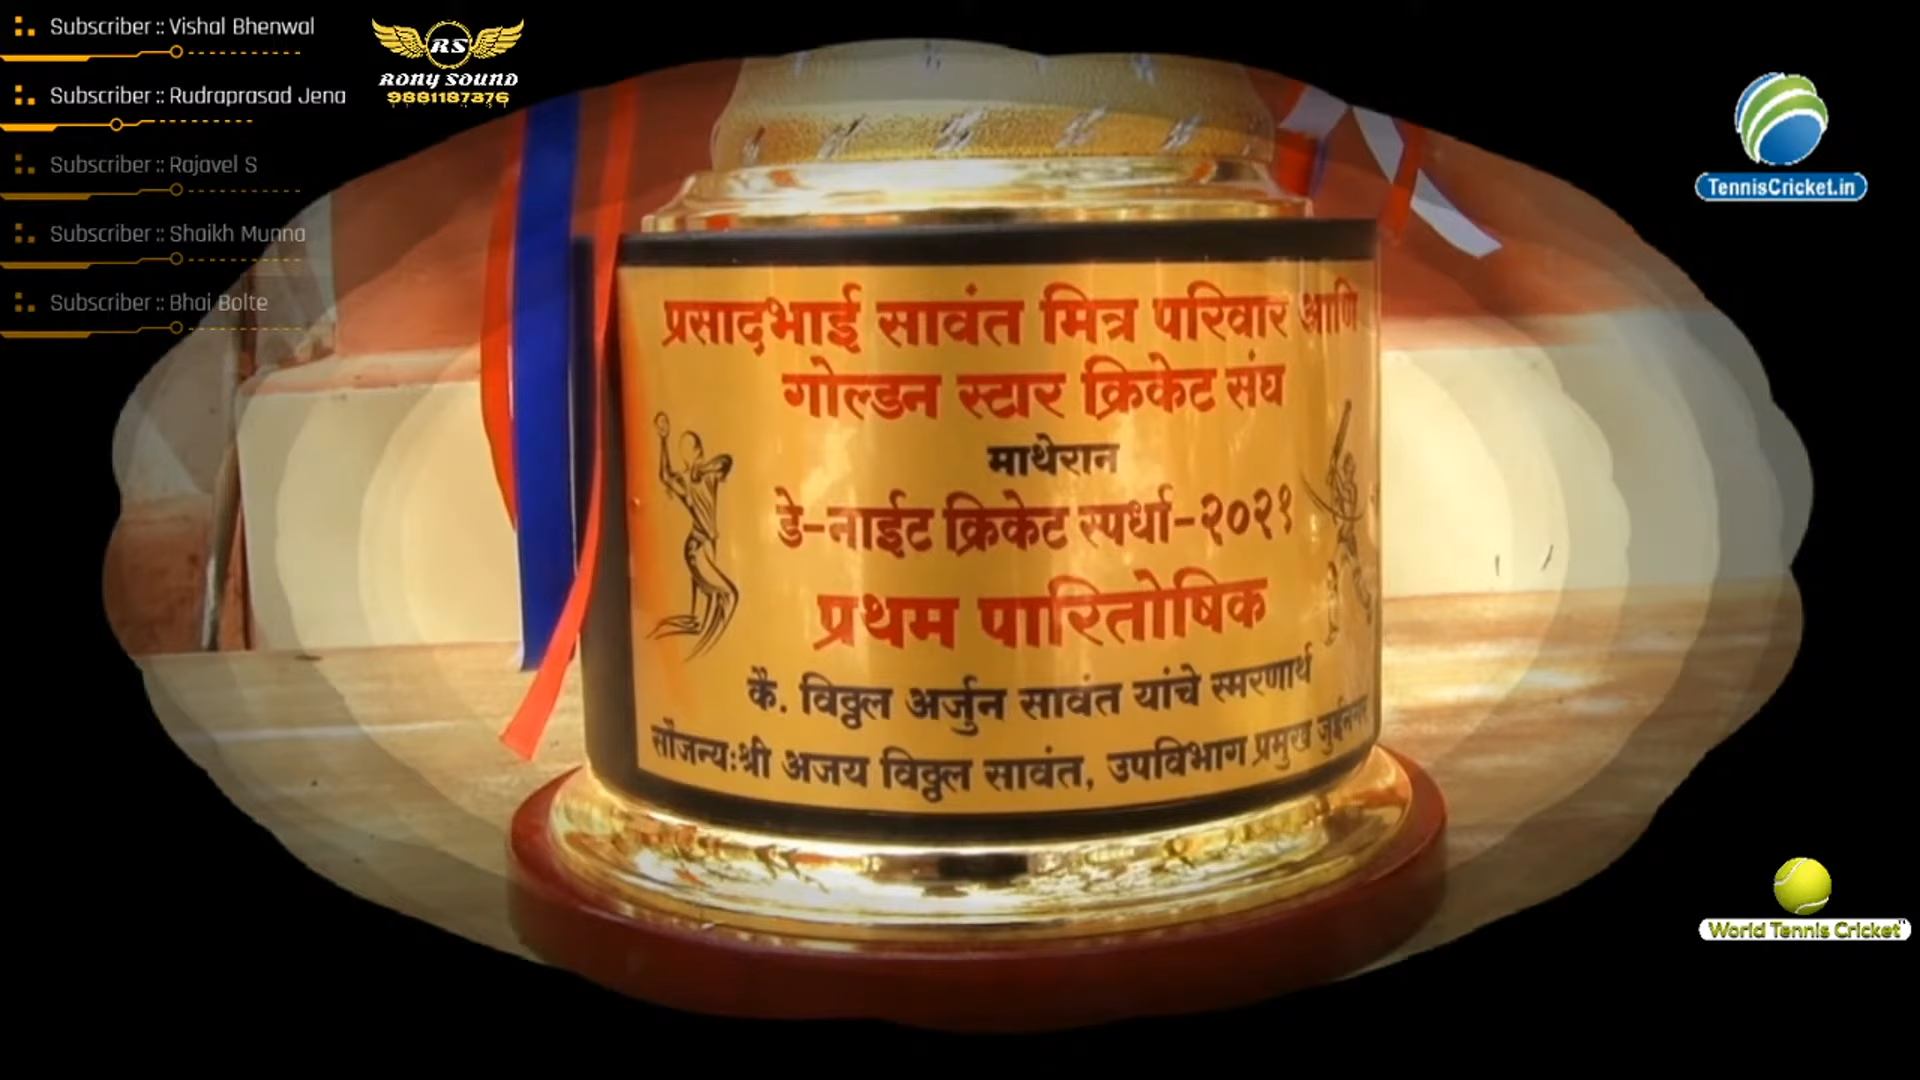 Subscriber :: Vishal Bhenwal
Subscriber :: Rudraprasad Jena
Subscriber :: Rajavel S
Subscriber :: Shaikh Munna
Subscriber :: Bhai Bolte
RS
RONY SOUND
9881187376
TennisCricket.in
प्रसादभाई सावंत मित्र परिवार आणि
गोल्डन स्टार क्रिकेट संघ
माथेरान
डे-नाईट क्रिकेट स्पर्धा-२०२१
प्रथम पारितोषिक
कै. विठ्ठल अर्जुन सावंत यांचे स्मरणार्थ
सौजन्य:श्री अजय विठ्ठल सावंत, उपविभाग प्रमुख जुईनगर
World Tennis Cricket"